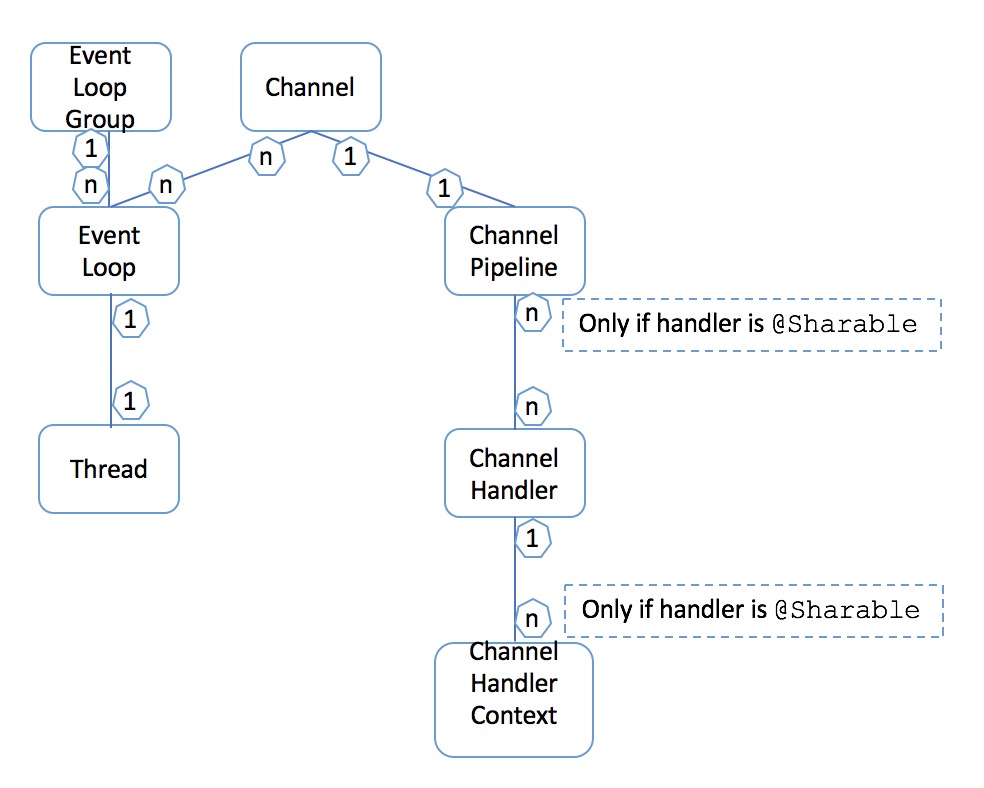 Event
Loop
Group
Channel
1
n
1
n
n
1
Event
Loop
Channel
Pipeline
1
n
Only if handler is @Sharable
1
n
Thread
Channel
Handler
1
n
Only if handler is @Sharable
Channel
Handler
Context